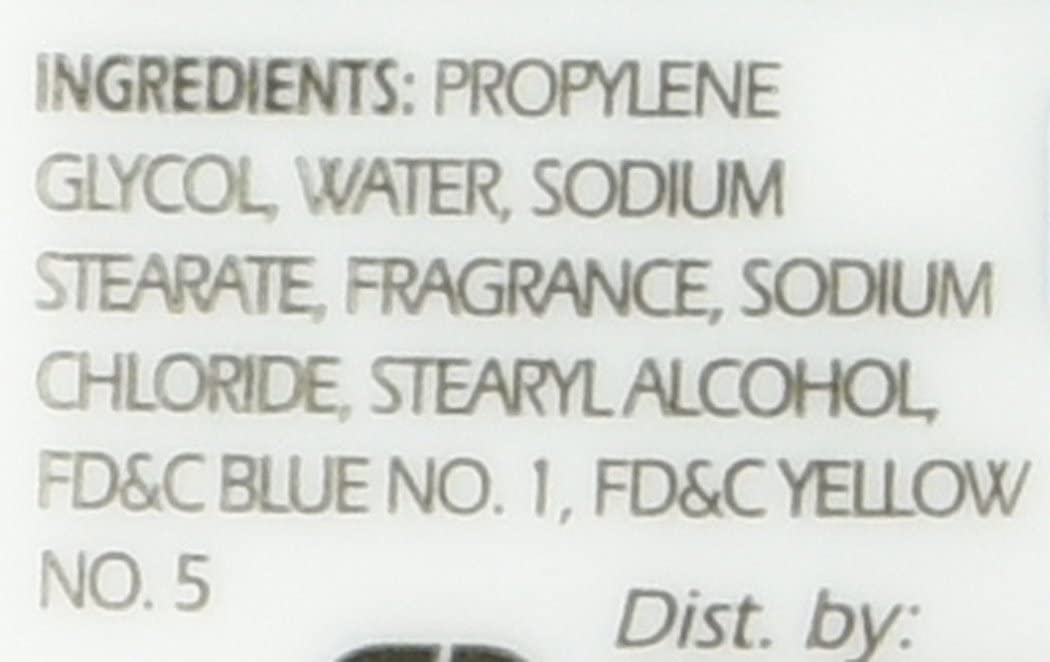 INGREDIENTS: PROPYLENE
GLYCOL, WATER, SODIUM
STEARATE, FRAGRANCE, SODIUM
CHLORIDE, STEARYL ALCOHOL,
FD&C BLUE NO. 1, FD&C YELLOW
NO. 5
Dist. by: